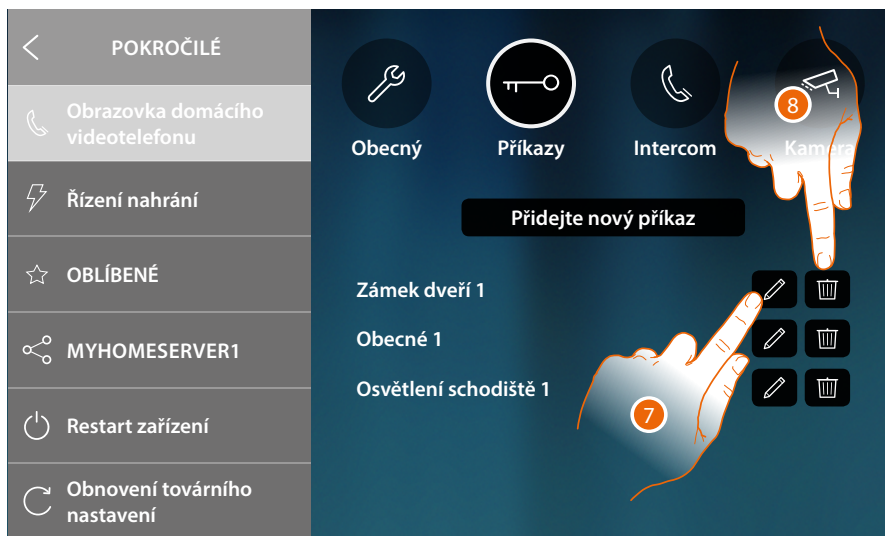 POKROČILÉ
Obrazovka domácího
videotelefonu
Řízení nahrání
OBLÍBENÉ
MYHOMESERVER1
Restart zařízení
Obnovení továrního
nastavení
Obecný
Příkazy
Intercom
Kamera
8
Přidejte nový příkaz
Zámek dveří 1
Obecné 1
Osvětlení schodiště 1
7